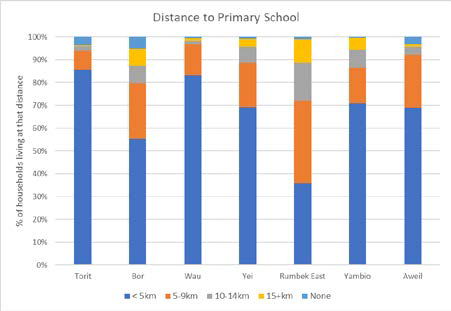 Distance to Primary School
% of households living at that distance
100%
90%
80%
70%
60%
50%
40%
30%
20%
10%
0%
Torit Bor Wau Yei Rumbek East Yambio Aweil
< 5km 5-9km 10-14km 15+km None